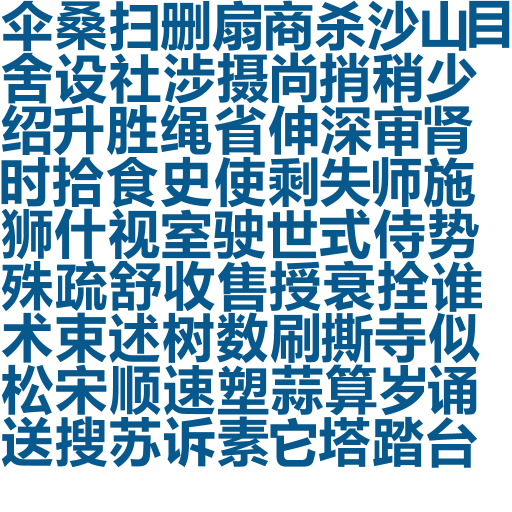 伞桑扫删扇商杀沙山目
舍设社涉摄尚捎稍少
绍升胜绳省伸深审肾
时拾食史使剩失师施
狮什视室驶世式侍势
殊疏舒收售授衰拴谁
术束述树数刷撕寺似
松宋顺速塑蒜算岁诵
送搜苏诉素它塔踏台